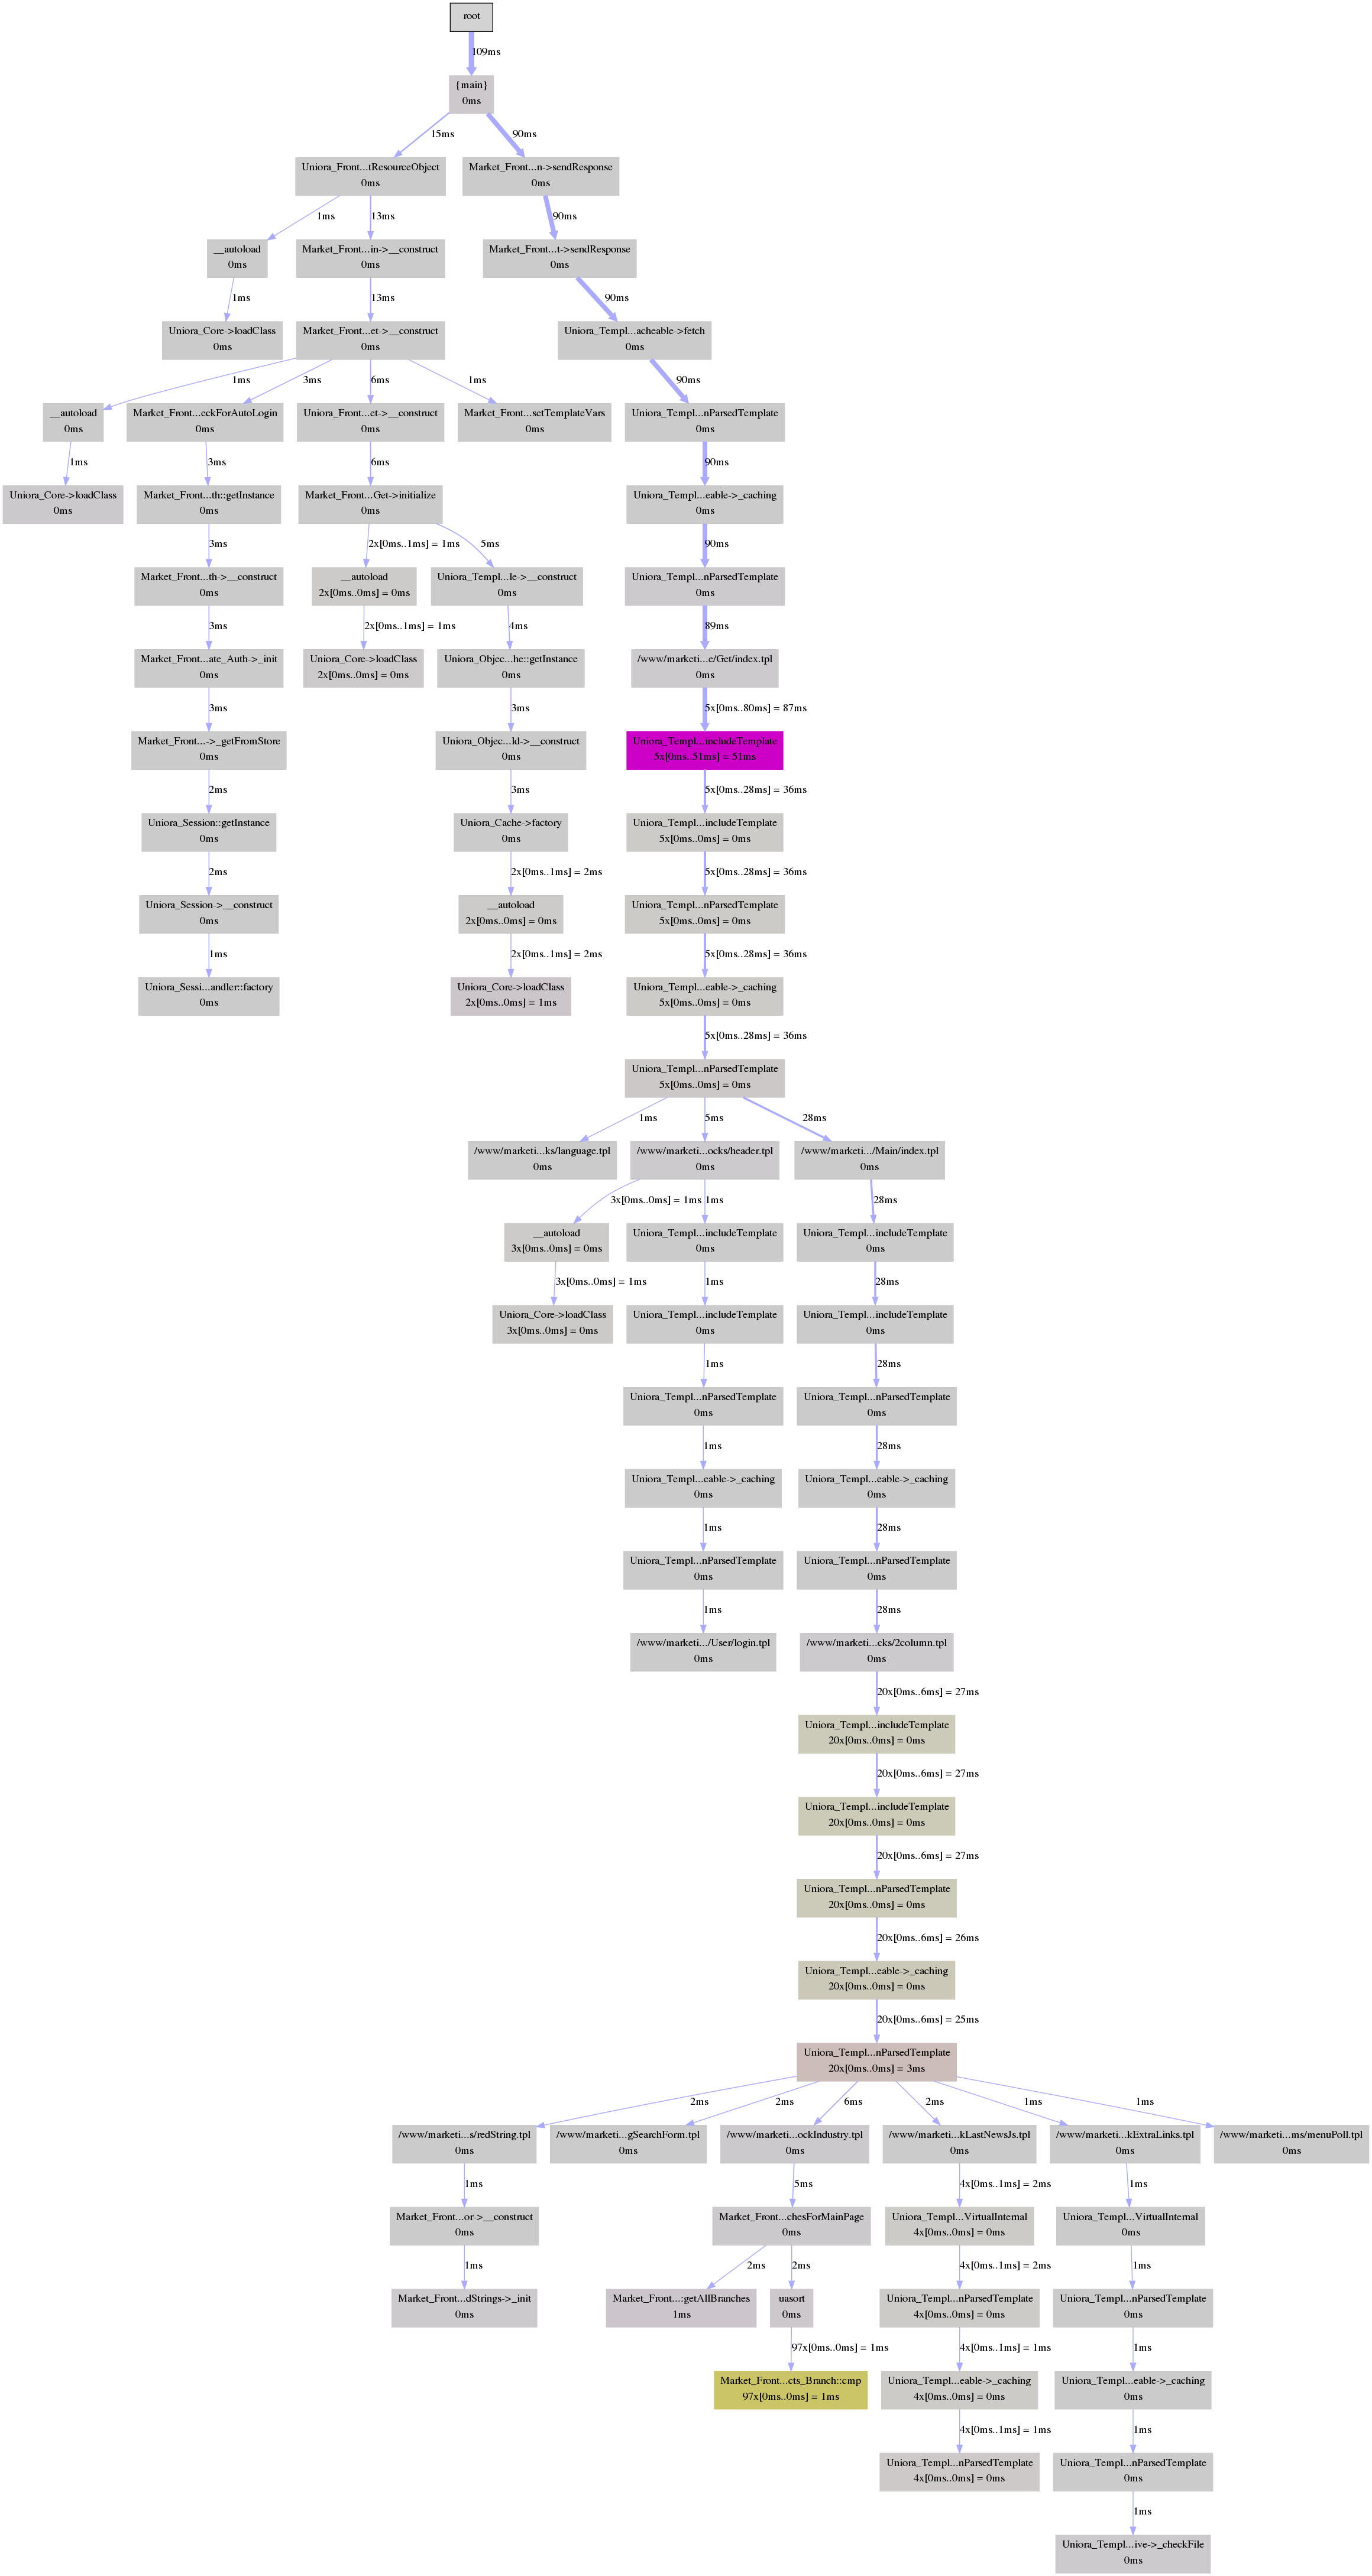 root
109ms
{main}
0ms
15ms
90ms
Uniora_Front...tResourceObject
0ms
Market_Front...n->sendResponse
0ms
1ms
13ms
90ms
__autoload
0ms
Market_Front...in->__construct
0ms
Market_Front...t->sendResponse
0ms
1ms
13ms
90ms
Uniora_Core->loadClass
0ms
Market_Front...et->__construct
0ms
Uniora_Templ...acheable->fetch
0ms
1ms
3ms
6ms
1ms
90ms
__autoload
0ms
Market_Front...eckForAutoLogin
0ms
Uniora_Front...et->__construct
0ms
Market_Front...setTemplateVars
0ms
Uniora_Templ...nParsedTemplate
0ms
1ms
3ms
6ms
90ms
Uniora_Core->loadClass
0ms
Market_Front...th::getInstance
0ms
Market_Front...Get->initialize
0ms
Uniora_Templ...eable->_caching
0ms
3ms
2x[0ms..1ms] = 1ms
5ms
90ms
Market_Front...th->__construct
0ms
__autoload
2x[0ms..0ms] = 0ms
Uniora_Templ...le->__construct
0ms
Uniora_Templ...nParsedTemplate
0ms
3ms
2x[0ms..1ms] = 1ms
4ms
89ms
Market_Front...ate_Auth->_init
0ms
Uniora_Core->loadClass
2x[0ms..0ms] = 0ms
Uniora_Objec...he::getInstance
0ms
/www/marketi...e/Get/index.tpl
0ms
3ms
3ms
5x[0ms..80ms] = 87ms
Market_Front...->_getFromStore
0ms
Uniora_Objec...ld->__construct
0ms
Uniora_Templ...includeTemplate
5x[0ms..51ms] = 51ms
2ms
3ms
5x[0ms..28ms] = 36ms
Uniora_Session::getInstance
0ms
Uniora_Cache->factory
0ms
Uniora_Templ...includeTemplate
5x[0ms..0ms] = 0ms
2ms
2x[0ms..1ms] = 2ms
5x[0ms..28ms] = 36ms
Uniora_Session->__construct
0ms
__autoload
2x[0ms..0ms] = 0ms
Uniora_Templ...nParsedTemplate
5x[0ms..0ms] = 0ms
1ms
2x[0ms..1ms] = 2ms
5x[0ms..28ms] = 36ms
Uniora_Sessi...andler::factory
0ms
Uniora_Core->loadClass
2x[0ms..0ms] = 1ms
Uniora_Templ...eable->_caching
5x[0ms..0ms] = 0ms
5x[0ms..28ms] = 36ms
Uniora_Templ...nParsedTemplate
5x[0ms..0ms] = 0ms
1ms
5ms
28ms
/www/marketi...ks/language.tpl
0ms
/www/marketi...ocks/header.tpl
0ms
/www/marketi.../Main/index.tpl
0ms
3x[0ms..0ms] = 1ms
1ms
28ms
__autoload
3x[0ms..0ms] = 0ms
Uniora_Templ...includeTemplate
0ms
Uniora_Templ...includeTemplate
0ms
3x[0ms..0ms] = 1ms
1ms
28ms
Uniora_Core->loadClass
3x[0ms..0ms] = 0ms
Uniora_Templ...includeTemplate
0ms
Uniora_Templ...includeTemplate
0ms
1ms
28ms
Uniora_Templ...nParsedTemplate
0ms
Uniora_Templ...nParsedTemplate
0ms
1ms
28ms
Uniora_Templ...eable->_caching
0ms
Uniora_Templ...eable->_caching
0ms
1ms
28ms
Uniora_Templ...nParsedTemplate
0ms
Uniora_Templ...nParsedTemplate
0ms
1ms
28ms
/www/marketi.../User/login.tpl
0ms
/www/marketi...cks/2column.tpl
0ms
20x[0ms..6ms] = 27ms
Uniora_Templ...includeTemplate
20x[0ms..0ms] = 0ms
20x[0ms..6ms] = 27ms
Uniora_Templ...includeTemplate
20x[0ms..0ms] = 0ms
20x[0ms..6ms] = 27ms
Uniora_Templ...nParsedTemplate
20x[0ms..0ms] = 0ms
20x[0ms..6ms] = 26ms
Uniora_Templ...eable->_caching
20x[0ms..0ms] = 0ms
20x[0ms..6ms] = 25ms
Uniora_Templ...nParsedTemplate
20x[0ms..0ms] = 3ms
2ms
2ms
6ms
2ms
1ms
1ms
/www/marketi...s/redString.tpl
0ms
/www/marketi...gSearchForm.tpl
0ms
/www/marketi...ockIndustry.tpl
0ms
/www/marketi...kLastNewsJs.tpl
0ms
/www/marketi...kExtraLinks.tpl
0ms
/www/marketi...ms/menuPoll.tpl
0ms
1ms
5ms
4x[0ms..1ms] = 2ms
1ms
Market_Front...or->__construct
0ms
Market_Front...chesForMainPage
0ms
Uniora_Templ...VirtualInternal
4x[0ms..0ms] = 0ms
Uniora_Templ...VirtualInternal
0ms
1ms
2ms
2ms
4x[0ms..1ms] = 2ms
1ms
Market_Front...dStrings->_init
0ms
Market_Front...:getAllBranches
1ms
uasort
0ms
Uniora_Templ...nParsedTemplate
4x[0ms..0ms] = 0ms
Uniora_Templ...nParsedTemplate
0ms
97x[0ms..0ms] = 1ms
4x[0ms..1ms] = 1ms
1ms
Market_Front...cts_Branch::cmp
97x[0ms..0ms] = 1ms
Uniora_Templ...eable->_caching
4x[0ms..0ms] = 0ms
Uniora_Templ...eable->_caching
0ms
4x[0ms..1ms] = 1ms
1ms
Uniora_Templ...nParsedTemplate
4x[0ms..0ms] = 0ms
Uniora_Templ...nParsedTemplate
0ms
1ms
Uniora_Templ...ive->_checkFile
0ms